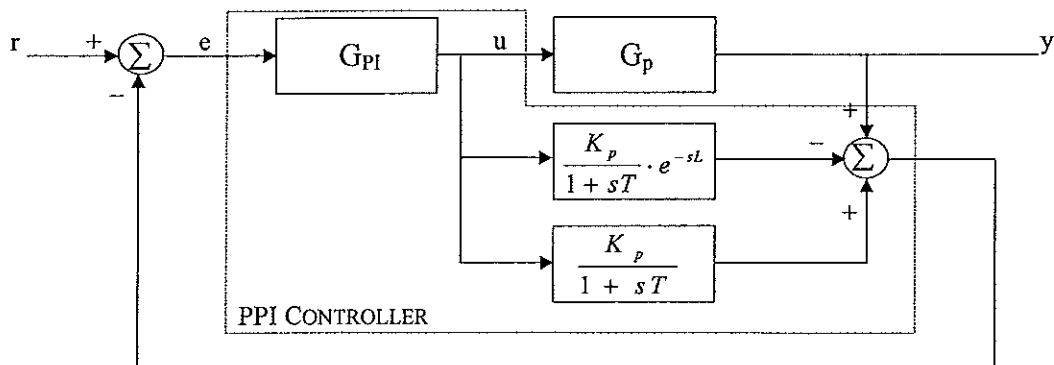 r + Σ e G_PI u G_p y
−
+
K_p / (1 + sT) · e^{-sL} − Σ
+
K_p / (1 + sT)
PPI CONTROLLER